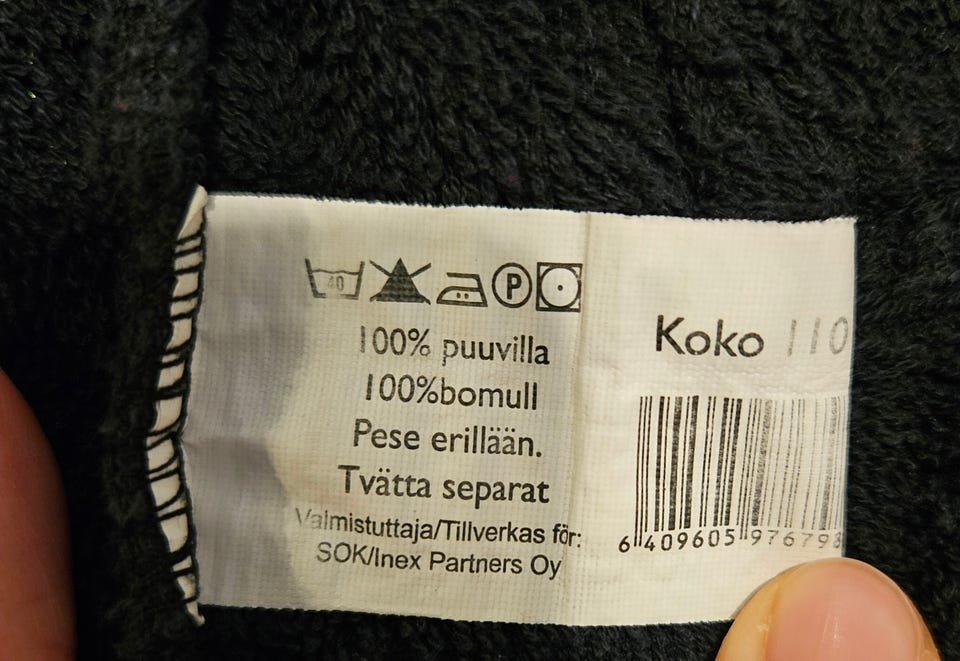 40
P
100% puuvilla
100%bomull
Pese erillään.
Tvätta separat
Valmistuttaja/Tillverkas för:
SOK/Inex Partners Oy
Koko 110
6 409605 976798